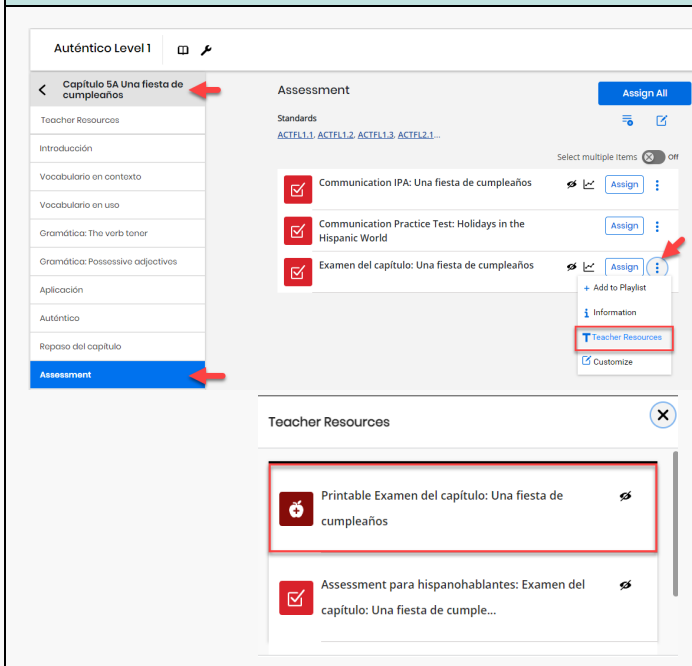 Auténtico Level 1
Capítulo 5A Una fiesta de
cumpleaños
Teacher Resources
Introducción
Vocabulario en contexto
Vocabulario en uso
Gramática: The verb tener
Gramática: Possessive adjectives
Aplicación
Auténtico
Repaso del capítulo
Assessment
Assessment
Assign All
Standards
ACTFL1.1, ACTFL1.2, ACTFL1.3, ACTFL2.1...
Select multiple Items Off
Communication IPA: Una fiesta de cumpleaños
Assign
Communication Practice Test: Holidays in the
Hispanic World
Assign
Examen del capítulo: Una fiesta de cumpleaños
Assign
+ Add to Playlist
Information
Teacher Resources
Customize
Teacher Resources
Printable Examen del capítulo: Una fiesta de
cumpleaños
Assessment para hispanohablantes: Examen del
capítulo: Una fiesta de cumple...